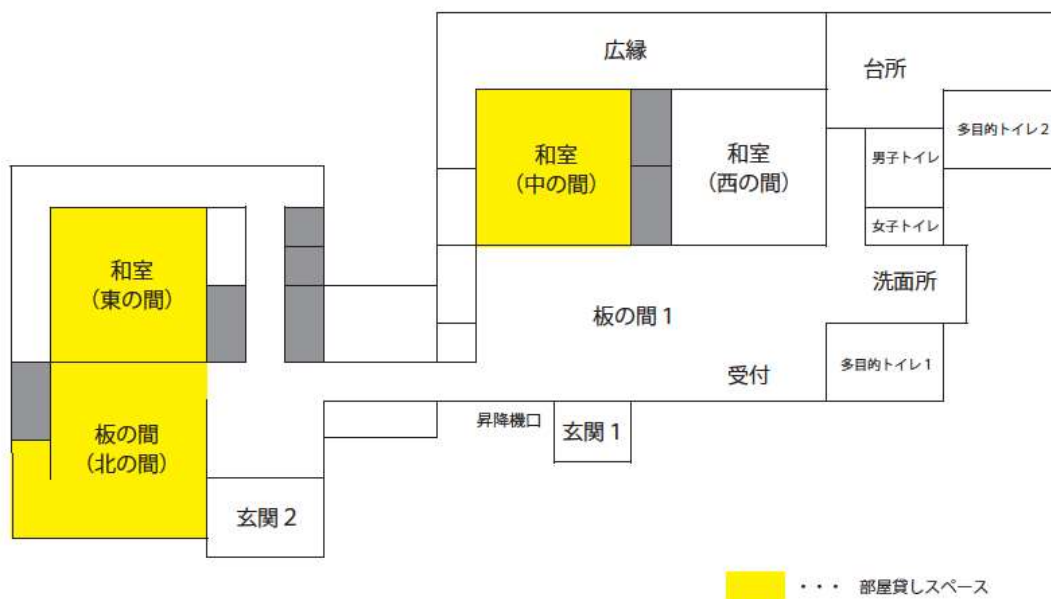 広縁
台所
多目的トイレ2
和室
(中の間)
和室
(西の間)
男子トイレ
女子トイレ
和室
(東の間)
洗面所
板の間1
受付
多目的トイレ1
昇降機口
玄関1
板の間
(北の間)
玄関2
・・・ 部屋貸しスペース